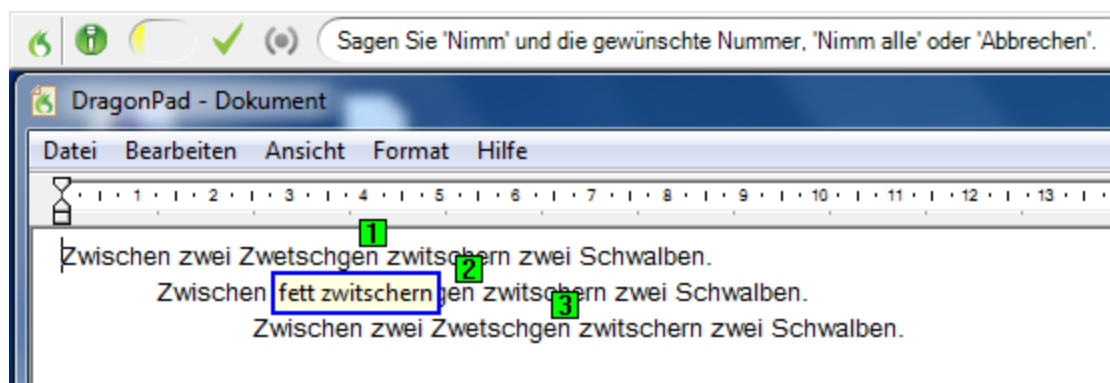 Sagen Sie 'Nimm' und die gewünschte Nummer, 'Nimm alle' oder 'Abbrechen'.
DragonPad - Dokument
Datei Bearbeiten Ansicht Format Hilfe
1 2 3 4 5 6 7 8 9 10 11 12 13
1
Zwischen zwei Zwetschgen zwitschern zwei Schwalben.
2
Zwischen fett zwitschern gen zwitschern zwei Schwalben.
3
Zwischen zwei Zwetschgen zwitschern zwei Schwalben.